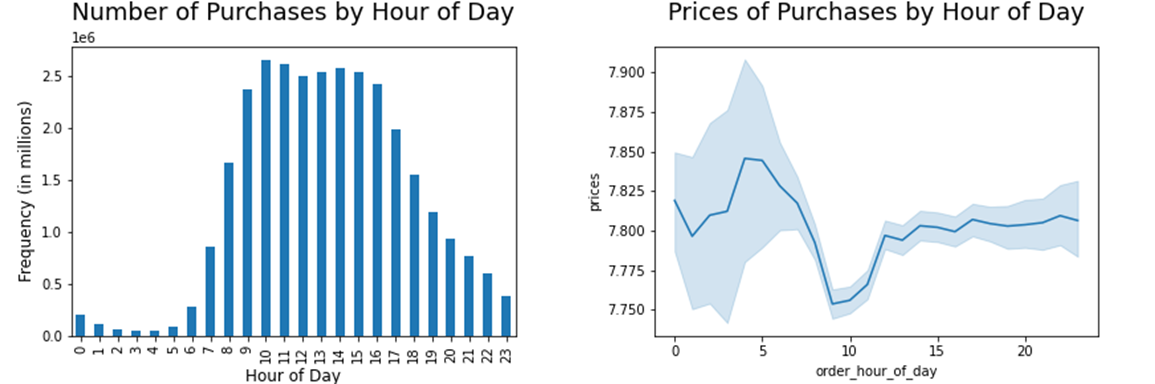 Number of Purchases by Hour of Day
1e6
Frequency (in millions)
2.5
2.0
1.5
1.0
0.5
0.0
0 1 2 3 4 5 6 7 8 9 10 11 12 13 14 15 16 17 18 19 20 21 22 23
Hour of Day
Prices of Purchases by Hour of Day
prices
7.900
7.875
7.850
7.825
7.800
7.775
7.750
0 5 10 15 20
order_hour_of_day